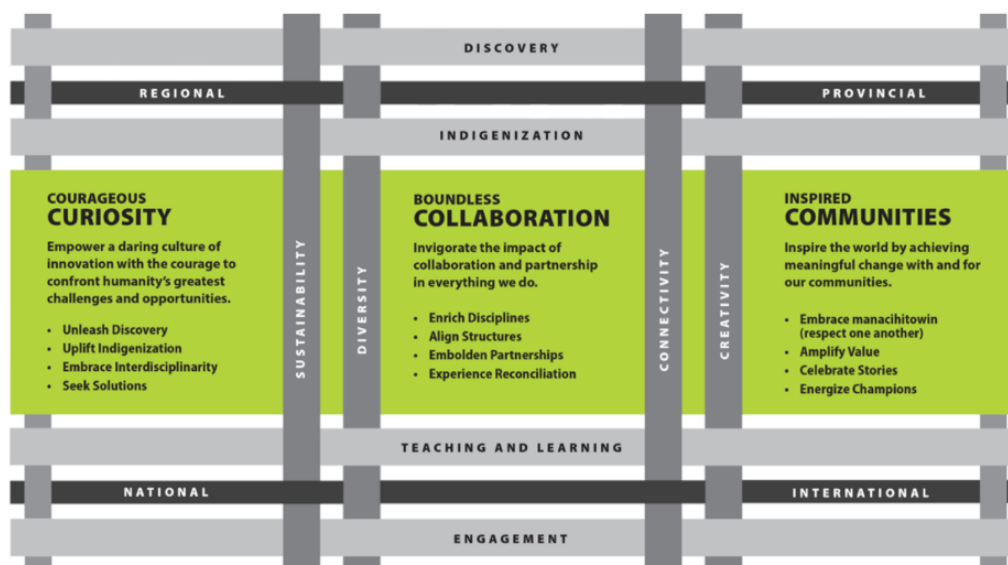 DISCOVERY
REGIONAL
PROVINCIAL
INDIGENIZATION
COURAGEOUS
CURIOSITY
Empower a daring culture of
innovation with the courage to
confront humanity's greatest
challenges and opportunities.
• Unleash Discovery
• Uplift Indigenization
• Embrace Interdisciplinarity
• Seek Solutions
SUSTAINABILITY
DIVERSITY
BOUNDLESS
COLLABORATION
Invigorate the impact of
collaboration and partnership
in everything we do.
• Enrich Disciplines
• Align Structures
• Embolden Partnerships
• Experience Reconciliation
CONNECTIVITY
CREATIVITY
INSPIRED
COMMUNITIES
Inspire the world by achieving
meaningful change with and for
our communities.
• Embrace manacihitowin
(respect one another)
• Amplify Value
• Celebrate Stories
• Energize Champions
TEACHING AND LEARNING
NATIONAL
INTERNATIONAL
ENGAGEMENT